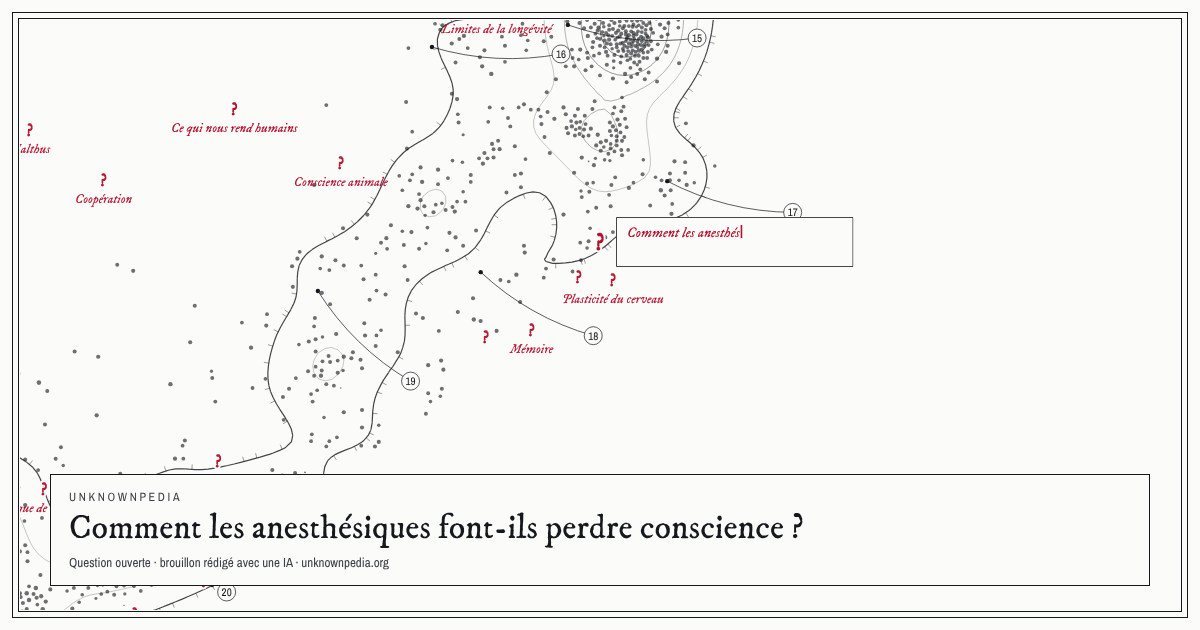 Limites de la longévité
15
16
?
Ce qui nous rend humains
?
althus
?
Conscience animale
?
Coopération
17
Comment les anesthés
?
?
?
Plasticité du cerveau
?
?
Mémoire
18
19
?
?
que de
UNKNOWNPEDIA
Comment les anesthésiques font-ils perdre conscience ?
Question ouverte · brouillon rédigé avec une IA · unknownpedia.org
20